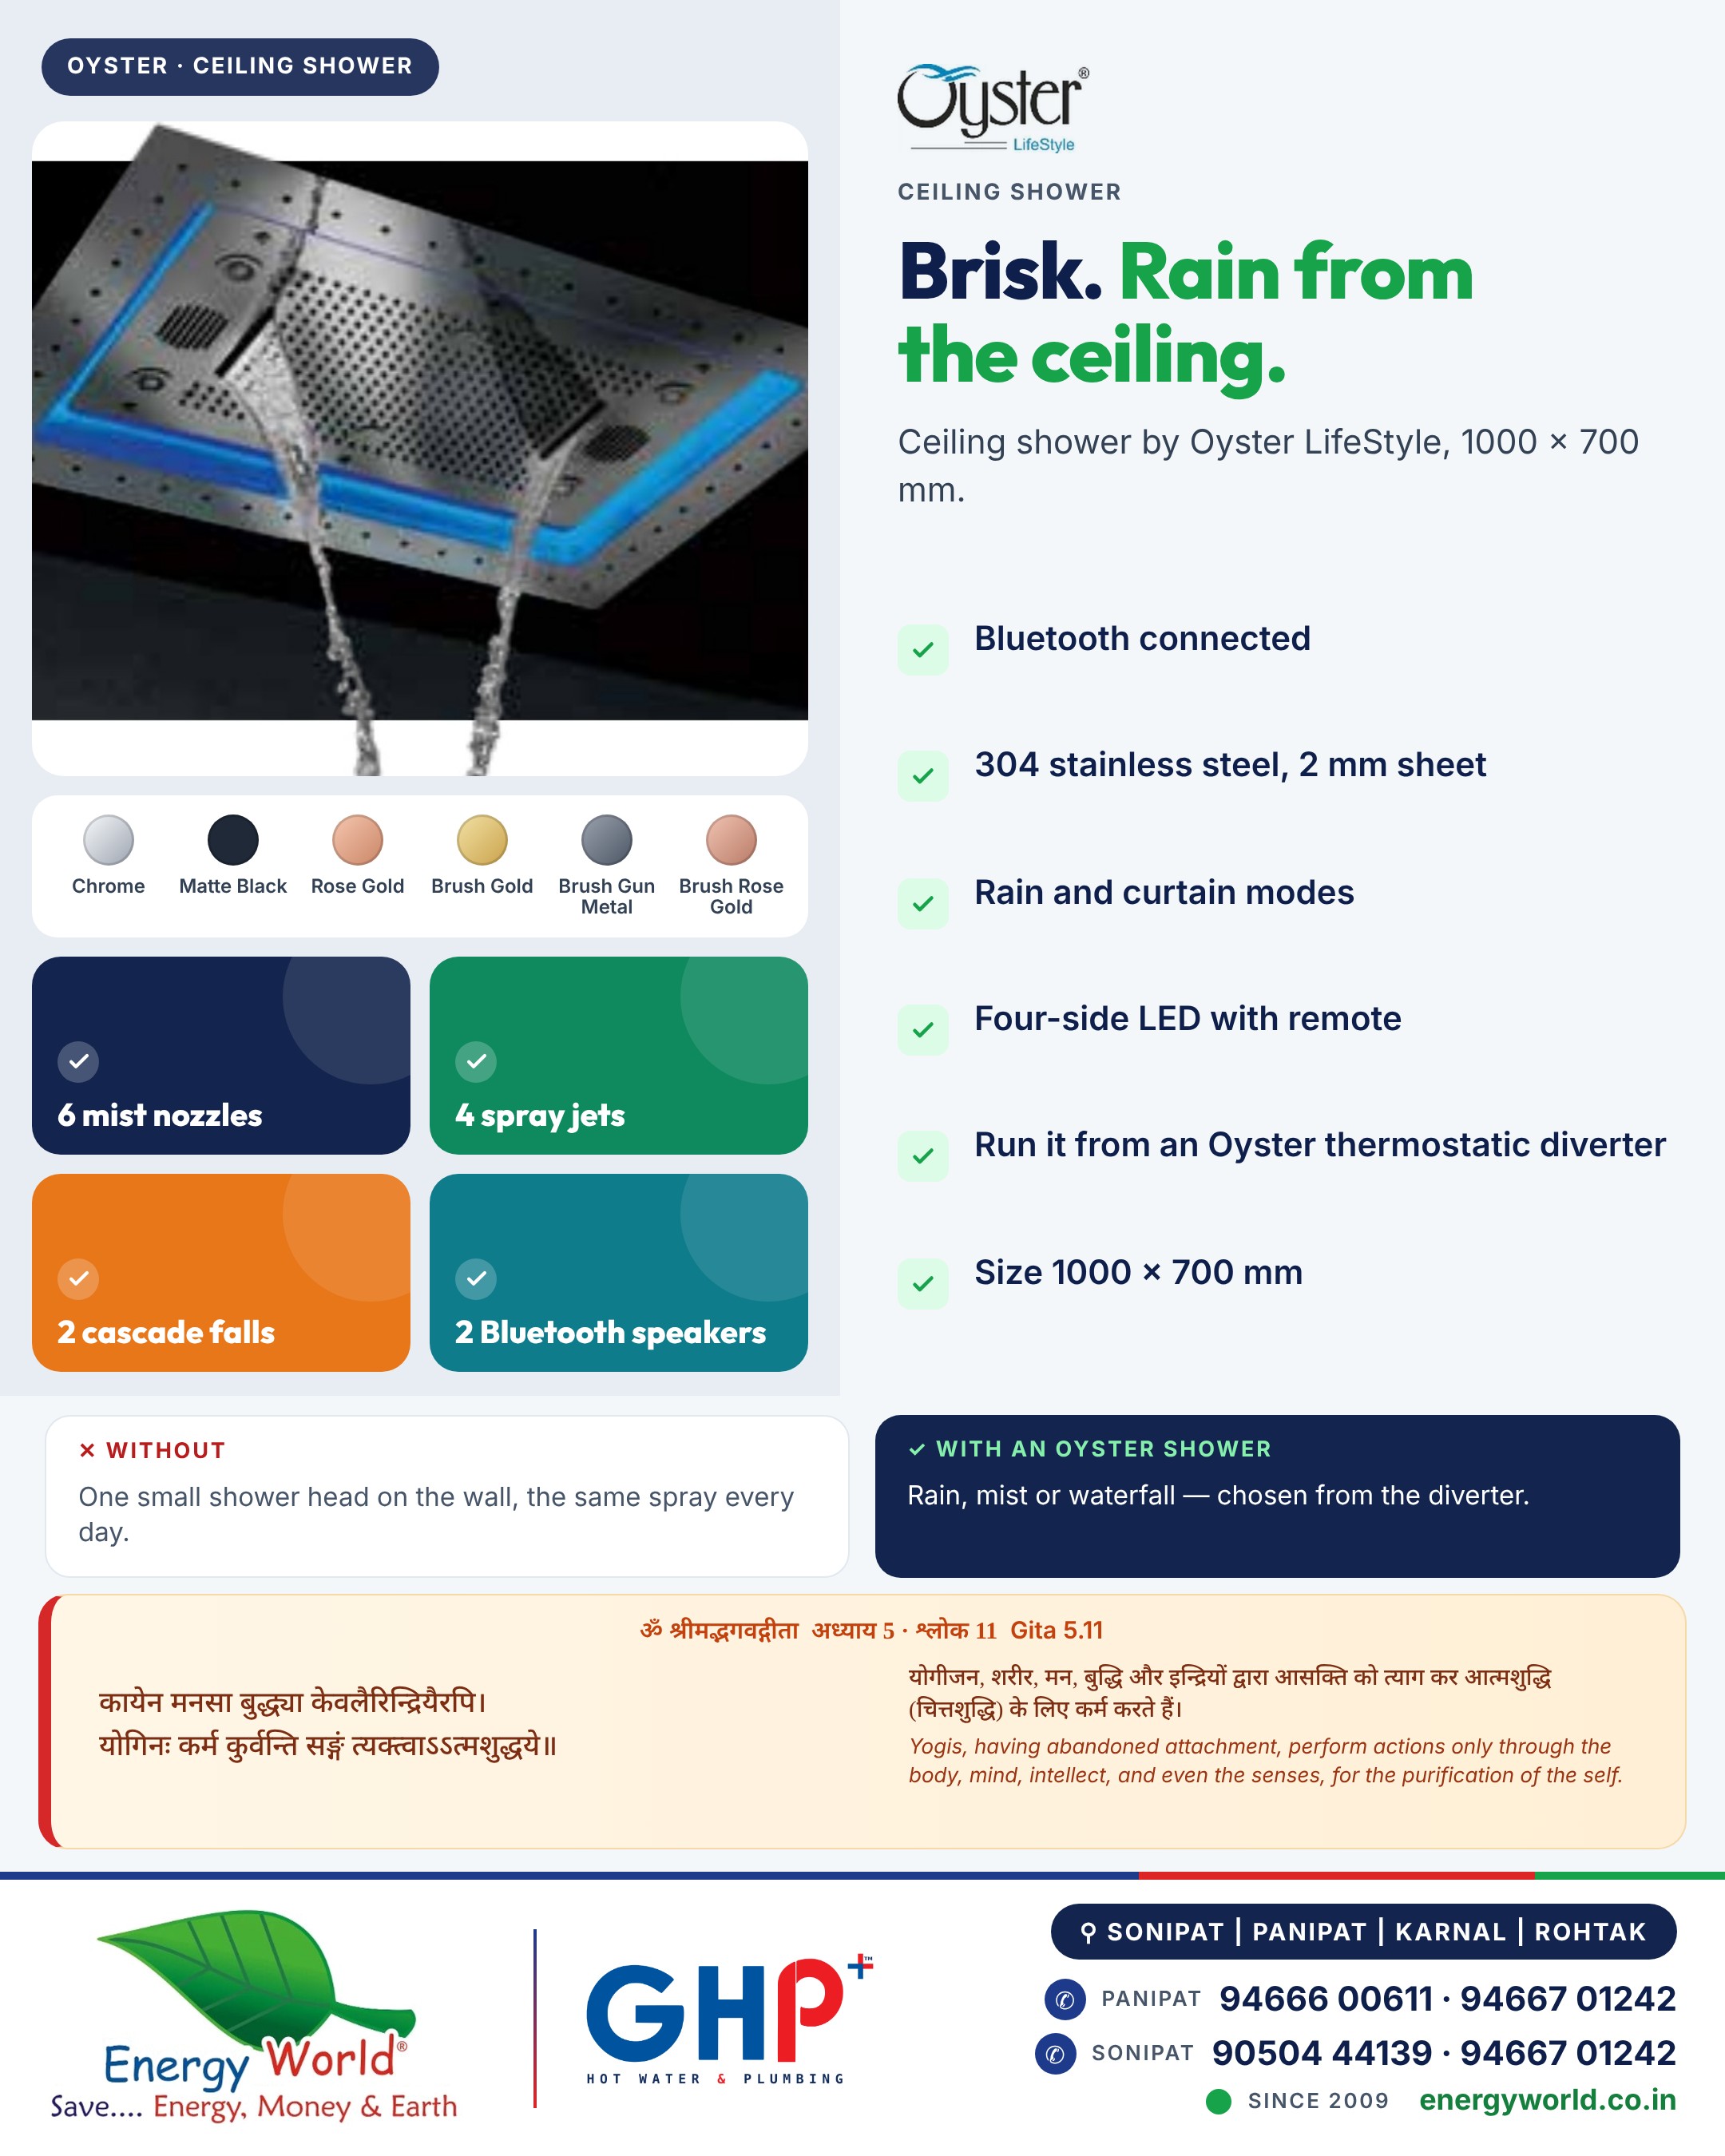 OYSTER · CEILING SHOWER
Oyster®
LifeStyle
CEILING SHOWER
Brisk. Rain from
the ceiling.
Ceiling shower by Oyster LifeStyle, 1000 × 700
mm.
Bluetooth connected
304 stainless steel, 2 mm sheet
Rain and curtain modes
Four-side LED with remote
Run it from an Oyster thermostatic diverter
Size 1000 × 700 mm
Chrome
Matte Black
Rose Gold
Brush Gold
Brush Gun
Metal
Brush Rose
Gold
6 mist nozzles
4 spray jets
2 cascade falls
2 Bluetooth speakers
✕ WITHOUT
One small shower head on the wall, the same spray every
day.
✓ WITH AN OYSTER SHOWER
Rain, mist or waterfall — chosen from the diverter.
ॐ श्रीमद्भगवद्गीता अध्याय 5 · श्लोक 11 Gita 5.11
कायेन मनसा बुद्ध्या केवलैरिन्द्रियैरपि।
योगिनः कर्म कुर्वन्ति सङ्गं त्यक्त्वाऽऽत्मशुद्धये॥
योगीजन, शरीर, मन, बुद्धि और इन्द्रियों द्वारा आसक्ति को त्याग कर आत्मशुद्धि
(चित्तशुद्धि) के लिए कर्म करते हैं।
Yogis, having abandoned attachment, perform actions only through the
body, mind, intellect, and even the senses, for the purification of the self.
Energy World®
Save.... Energy, Money & Earth
GHP+™
HOT WATER & PLUMBING
SONIPAT | PANIPAT | KARNAL | ROHTAK
PANIPAT 94666 00611 · 94667 01242
SONIPAT 90504 44139 · 94667 01242
SINCE 2009 energyworld.co.in